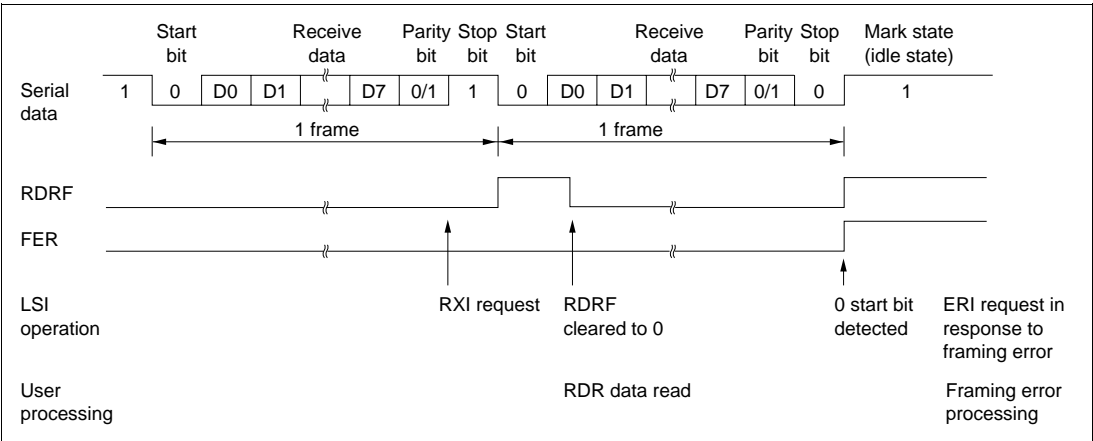 Start bit Receive data Parity bit Stop bit Start bit Receive data Parity bit Stop bit Mark state (idle state)
Serial data 1 0 D0 D1 D7 0/1 1 0 D0 D1 D7 0/1 0 1
1 frame 1 frame
RDRF
FER
LSI operation RXI request RDRF cleared to 0 0 start bit detected ERI request in response to framing error
User processing RDR data read Framing error processing